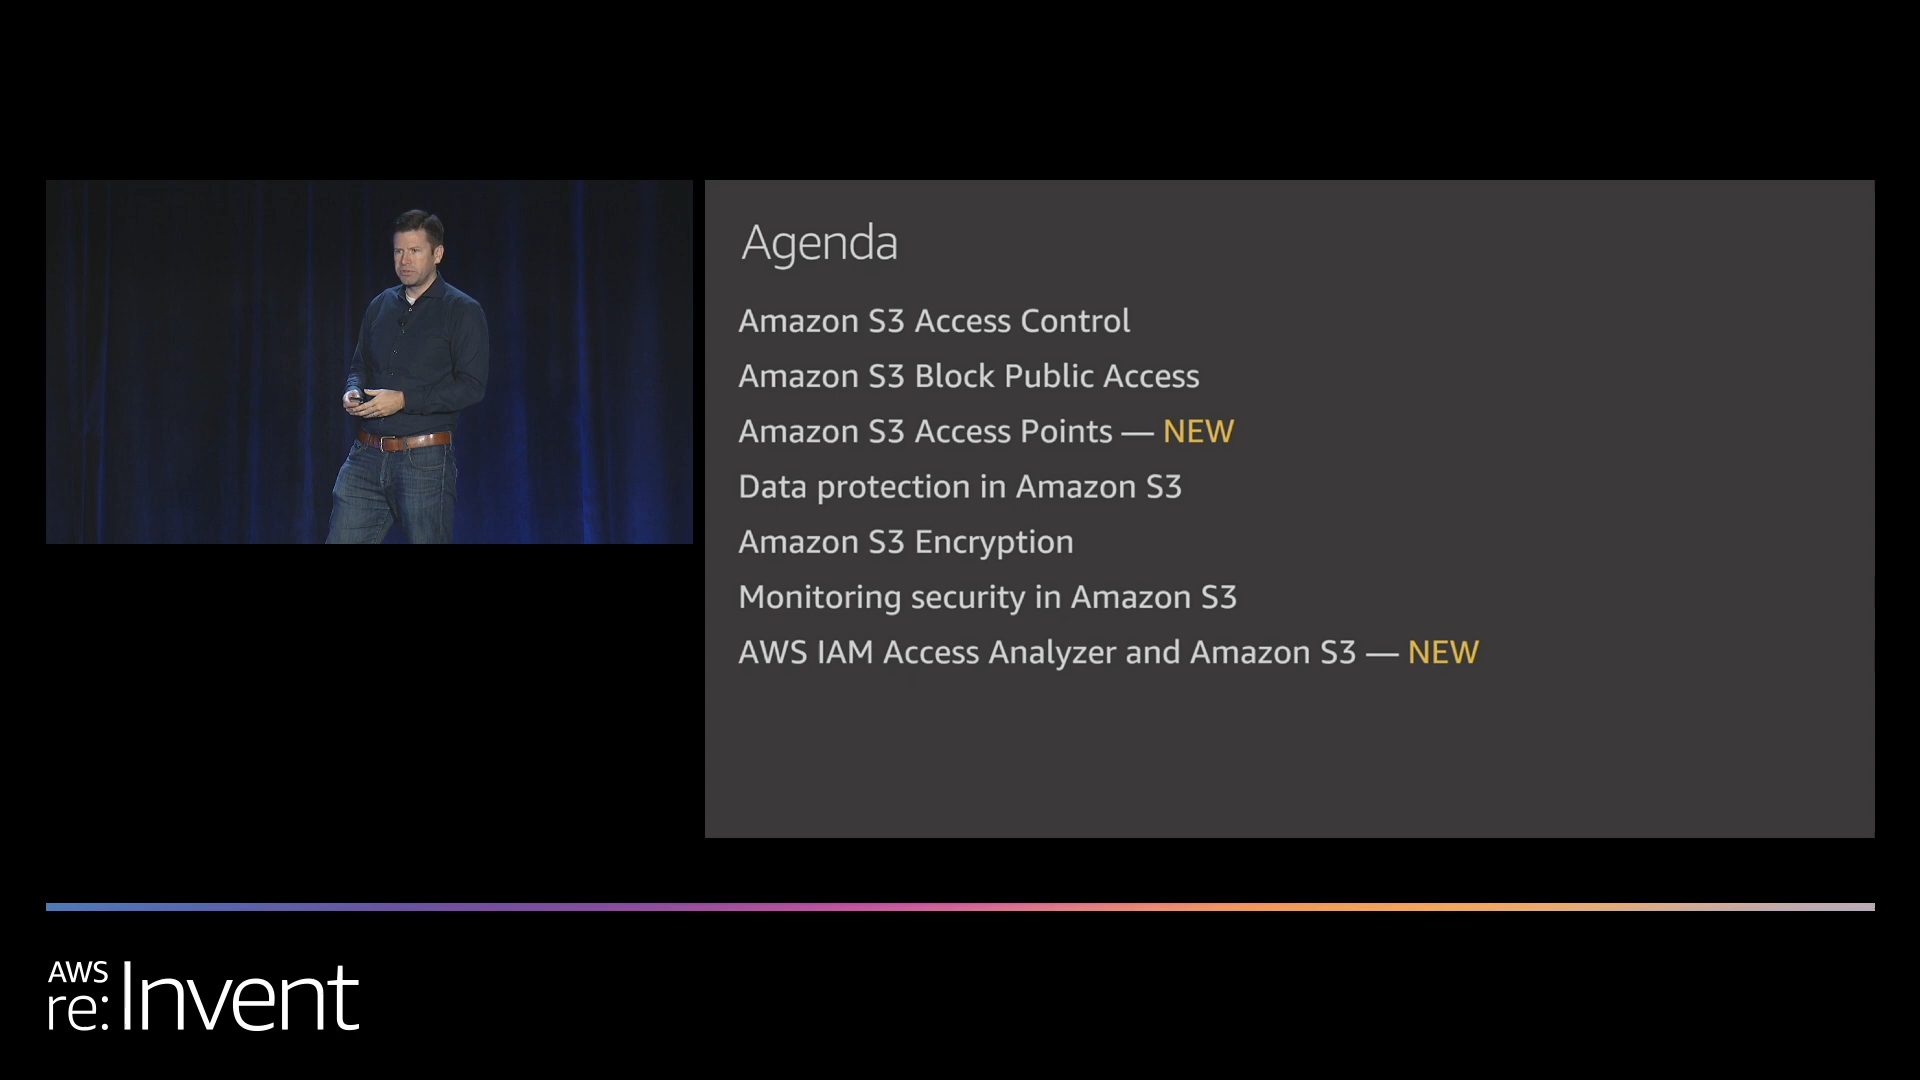 Agenda
Amazon S3 Access Control
Amazon S3 Block Public Access
Amazon S3 Access Points — NEW
Data protection in Amazon S3
Amazon S3 Encryption
Monitoring security in Amazon S3
AWS IAM Access Analyzer and Amazon S3 — NEW
AWS
re:Invent